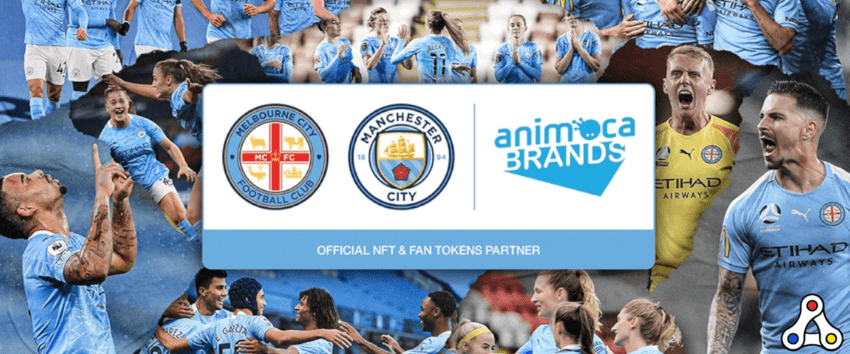 MELBOURNE CITY
MC FC
FOOTBALL CLUB
MANCHESTER
18 94
CITY
animoca
BRANDS
OFFICIAL NFT & FAN TOKENS PARTNER
ETIHAD
AIRWAYS
ETIHAD
AIRWAYS
E. GARCIA
11